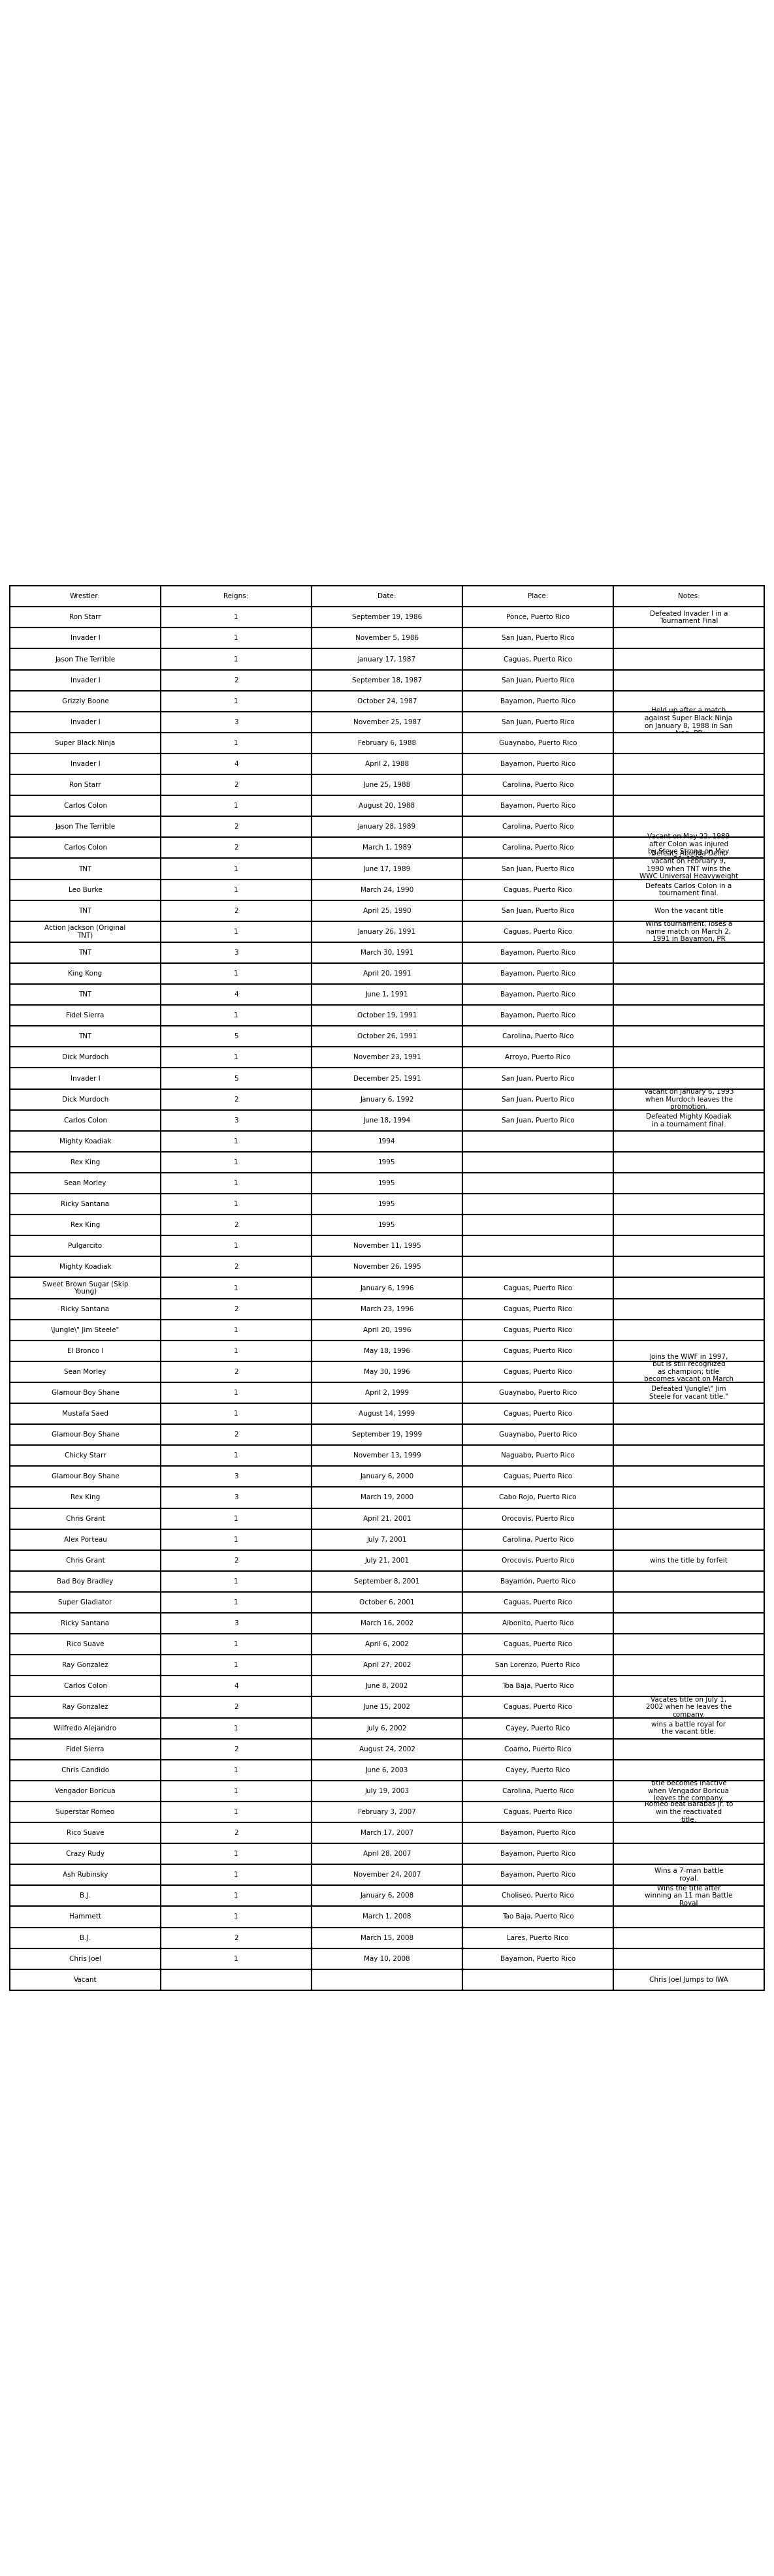 Wrestler: Reigns: Date: Place: Notes:
Ron Starr 1 September 19, 1986 Ponce, Puerto Rico Defeated Invader I in a
Tournament Final
Invader I 1 November 5, 1986 San Juan, Puerto Rico
Jason The Terrible 1 January 17, 1987 Caguas, Puerto Rico
Invader I 2 September 18, 1987 San Juan, Puerto Rico
Grizzly Boone 1 October 24, 1987 Bayamon, Puerto Rico
Invader I 3 November 25, 1987 San Juan, Puerto Rico Held up after a match
against Super Black Ninja
on January 8, 1988 in San
Super Black Ninja 1 February 6, 1988 Guaynabo, Puerto Rico
Invader I 4 April 2, 1988 Bayamon, Puerto Rico
Ron Starr 2 June 25, 1988 Carolina, Puerto Rico
Carlos Colon 1 August 20, 1988 Bayamon, Puerto Rico
Jason The Terrible 2 January 28, 1989 Carolina, Puerto Rico
Carlos Colon 2 March 1, 1989 Carolina, Puerto Rico Vacant on May 22, 1989
after Colon was injured
by Steve Strong on May
TNT 1 June 17, 1989 San Juan, Puerto Rico
vacant on February 9,
1990 when TNT wins the
WWC Universal Heavyweight
Leo Burke 1 March 24, 1990 Caguas, Puerto Rico Defeats Carlos Colon in a
tournament final.
TNT 2 April 25, 1990 San Juan, Puerto Rico Won the vacant title
Action Jackson (Original
TNT) 1 January 26, 1991 Caguas, Puerto Rico Wins tournament; loses a
name match on March 2,
1991 in Bayamon, PR
TNT 3 March 30, 1991 Bayamon, Puerto Rico
King Kong 1 April 20, 1991 Bayamon, Puerto Rico
TNT 4 June 1, 1991 Bayamon, Puerto Rico
Fidel Sierra 1 October 19, 1991 Bayamon, Puerto Rico
TNT 5 October 26, 1991 Carolina, Puerto Rico
Dick Murdoch 1 November 23, 1991 Arroyo, Puerto Rico
Invader I 5 December 25, 1991 San Juan, Puerto Rico
Dick Murdoch 2 January 6, 1992 San Juan, Puerto Rico Vacant on January 6, 1993
when Murdoch leaves the
promotion.
Carlos Colon 3 June 18, 1994 San Juan, Puerto Rico Defeated Mighty Koadiak
in a tournament final.
Mighty Koadiak 1 1994
Rex King 1 1995
Sean Morley 1 1995
Ricky Santana 1 1995
Rex King 2 1995
Pulgarcito 1 November 11, 1995
Mighty Koadiak 2 November 26, 1995
Sweet Brown Sugar (Skip
Young) 1 January 6, 1996 Caguas, Puerto Rico
Ricky Santana 2 March 23, 1996 Caguas, Puerto Rico
\Jungle\" Jim Steele" 1 April 20, 1996 Caguas, Puerto Rico
El Bronco I 1 May 18, 1996 Caguas, Puerto Rico
Sean Morley 2 May 30, 1996 Caguas, Puerto Rico Joins the WWF in 1997,
but is still recognized
as champion; title
becomes vacant on March
Glamour Boy Shane 1 April 2, 1999 Guaynabo, Puerto Rico Defeated \Jungle\" Jim
Steele for vacant title."
Mustafa Saed 1 August 14, 1999 Caguas, Puerto Rico
Glamour Boy Shane 2 September 19, 1999 Guaynabo, Puerto Rico
Chicky Starr 1 November 13, 1999 Naguabo, Puerto Rico
Glamour Boy Shane 3 January 6, 2000 Caguas, Puerto Rico
Rex King 3 March 19, 2000 Cabo Rojo, Puerto Rico
Chris Grant 1 April 21, 2001 Orocovis, Puerto Rico
Alex Porteau 1 July 7, 2001 Carolina, Puerto Rico
Chris Grant 2 July 21, 2001 Orocovis, Puerto Rico wins the title by forfeit
Bad Boy Bradley 1 September 8, 2001 Bayamón, Puerto Rico
Super Gladiator 1 October 6, 2001 Caguas, Puerto Rico
Ricky Santana 3 March 16, 2002 Aibonito, Puerto Rico
Rico Suave 1 April 6, 2002 Caguas, Puerto Rico
Ray Gonzalez 1 April 27, 2002 San Lorenzo, Puerto Rico
Carlos Colon 4 June 8, 2002 Toa Baja, Puerto Rico
Ray Gonzalez 2 June 15, 2002 Caguas, Puerto Rico Vacates title on July 1,
2002 when he leaves the
company.
Wilfredo Alejandro 1 July 6, 2002 Cayey, Puerto Rico wins a battle royal for
the vacant title.
Fidel Sierra 2 August 24, 2002 Coamo, Puerto Rico
Chris Candido 1 June 6, 2003 Cayey, Puerto Rico
Vengador Boricua 1 July 19, 2003 Carolina, Puerto Rico title becomes inactive
when Vengador Boricua
leaves the company.
Superstar Romeo 1 February 3, 2007 Caguas, Puerto Rico Romeo beat Barabas Jr. to
win the reactivated
title.
Rico Suave 2 March 17, 2007 Bayamon, Puerto Rico
Crazy Rudy 1 April 28, 2007 Bayamon, Puerto Rico
Ash Rubinsky 1 November 24, 2007 Bayamon, Puerto Rico Wins a 7-man battle
royal.
B.J. 1 January 6, 2008 Choliseo, Puerto Rico Wins the title after
winning an 11 man Battle
Royal
Hammett 1 March 1, 2008 Tao Baja, Puerto Rico
B.J. 2 March 15, 2008 Lares, Puerto Rico
Chris Joel 1 May 10, 2008 Bayamon, Puerto Rico
Vacant Chris Joel Jumps to IWA